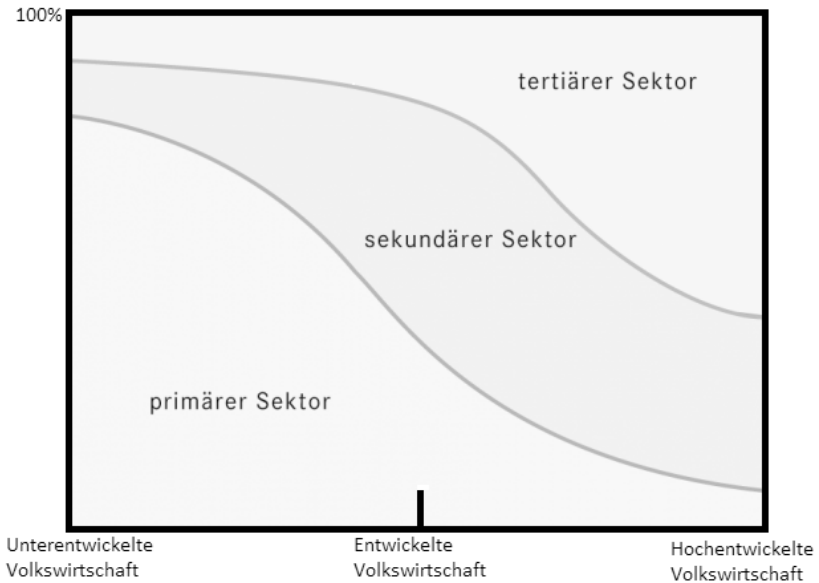 100%
tertiärer Sektor
sekundärer Sektor
primärer Sektor
Unterentwickelte
Volkswirtschaft
Entwickelte
Volkswirtschaft
Hochentwickelte
Volkswirtschaft